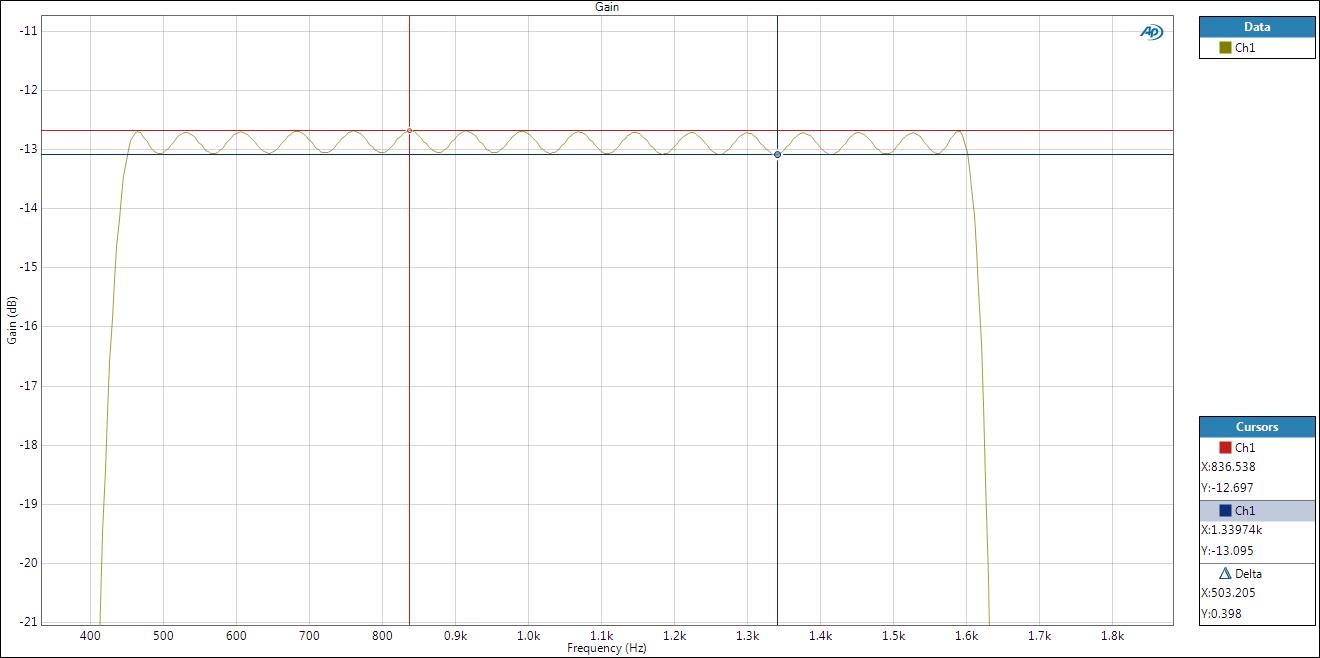 Gain
-11
-12
-13
-14
-15
-16
-17
-18
-19
-20
-21
Gain (dB)
400 500 600 700 800 0.9k 1.0k 1.1k 1.2k 1.3k 1.4k 1.5k 1.6k 1.7k 1.8k
Frequency (Hz)
AP
Data
Ch1
Cursors
Ch1
X:836.538
Y:-12.697
Ch1
X:1.33974k
Y:-13.095
Delta
X:503.205
Y:0.398